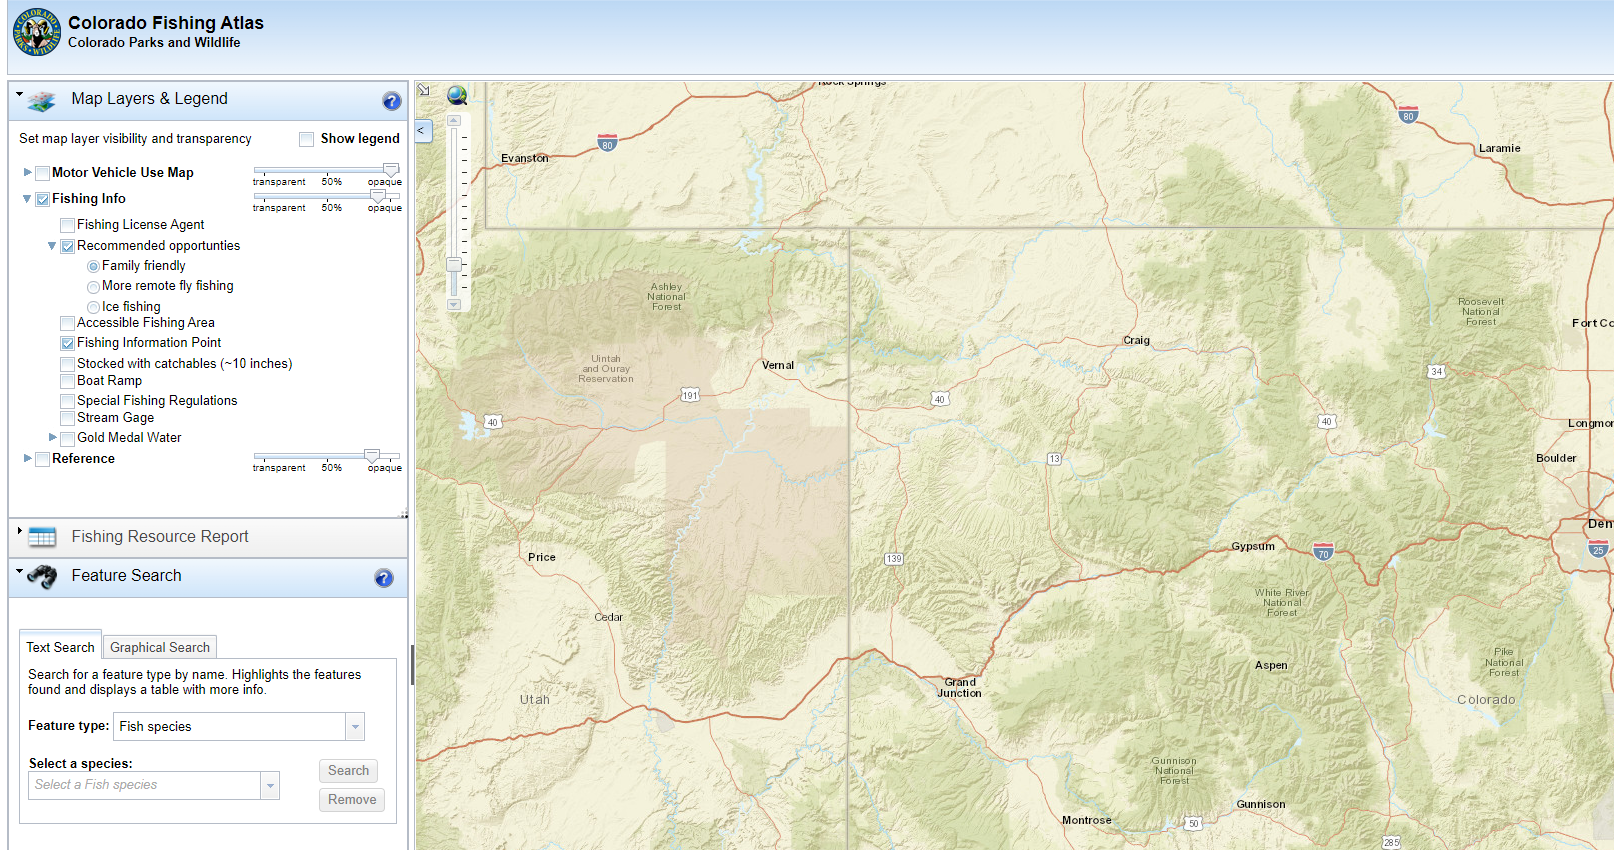 Colorado Fishing Atlas
Colorado Parks and Wildlife
Map Layers & Legend
Set map layer visibility and transparency
Show legend
Motor Vehicle Use Map
transparent 50% opaque
Fishing Info
transparent 50% opaque
Fishing License Agent
Recommended opportunties
Family friendly
More remote fly fishing
Ice fishing
Accessible Fishing Area
Fishing Information Point
Stocked with catchables (~10 inches)
Boat Ramp
Special Fishing Regulations
Stream Gage
Gold Medal Water
Reference
transparent 50% opaque
Fishing Resource Report
Feature Search
Text Search
Graphical Search
Search for a feature type by name. Highlights the features
found and displays a table with more info.
Feature type: Fish species
Select a species:
Select a Fish species
Search
Remove
<
Rock Springs
80
80
Evanston
Laramie
Ashley
National
Forest
Roosevelt
National
Forest
Fort Co
Craig
Uintah
and Ouray
Reservation
Vernal
34
191
40
40
40
Longmon
13
Boulder
Price
139
Gypsum
70
Den
25
White River
National
Forest
Cedar
Pike
National
Forest
Aspen
Grand
Junction
Utah
Colorado
Gunnison
National
Forest
Gunnison
Montrose
50
285